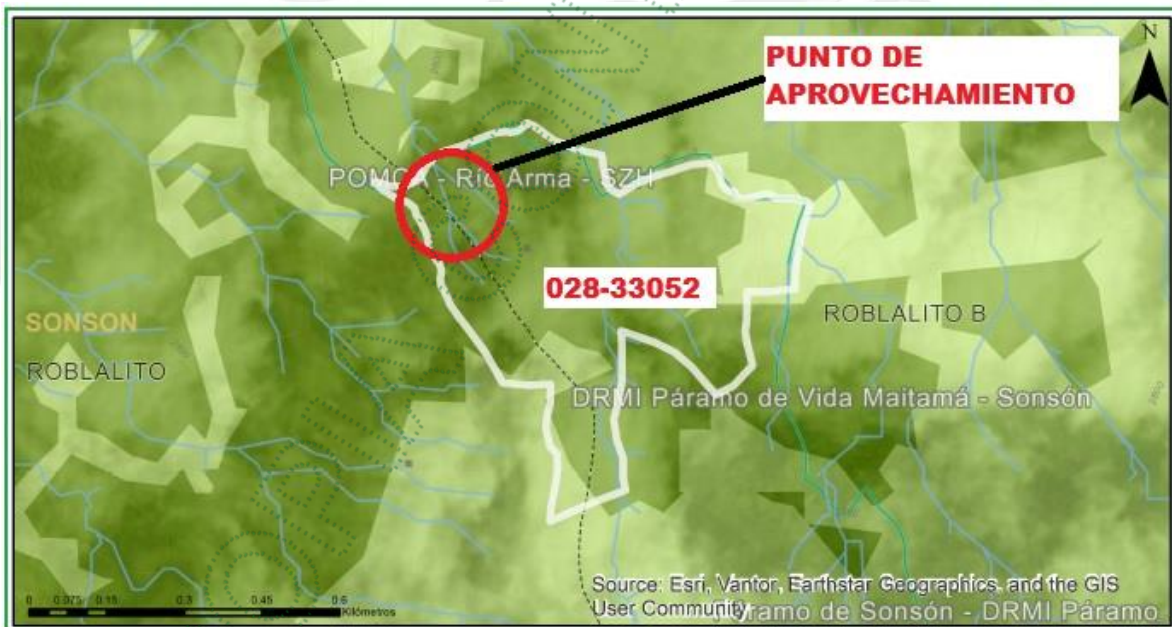 N
PUNTO DE
APROVECHAMIENTO
POMCA - Río Arma - SZH
028-33052
SONSON
ROBLALITO
ROBLALITO B
DRMI Páramo de Vida Maitamá - Sonsón
Source: Esri, Vantor, Earthstar Geographics, and the GIS
User Community
Páramo de Sonsón - DRMI Páramo
0 0.075 0.15 0.3 0.45 0.6
Kilómetros